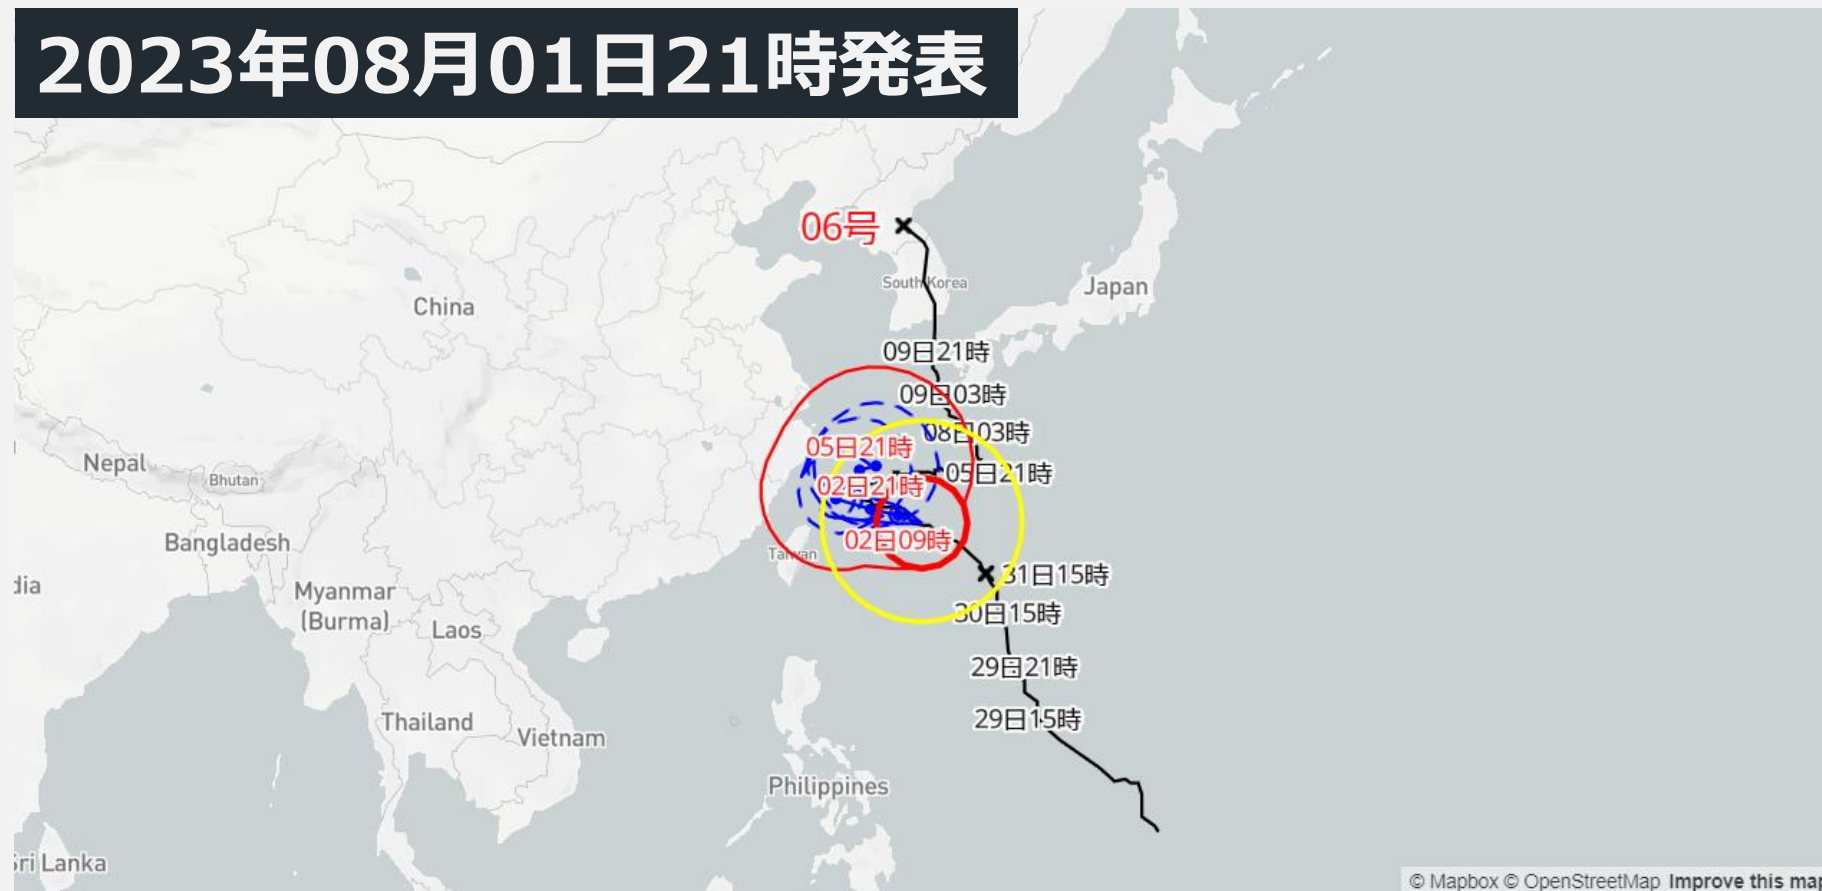 2023年08月01日21時発表
06号
South Korea
Japan
China
09日21時
09日03時
08日03時
05日21時
05日21時
02日21時
02日09時
Nepal
Bhutan
Bangladesh
Taiwan
31日15時
30日15時
dia
Myanmar
(Burma)
Laos
29日21時
29日15時
Thailand
Vietnam
Philippines
Sri Lanka
© Mapbox © OpenStreetMap Improve this map